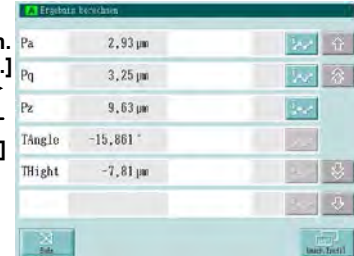 Ergebnis berechnen
n.
.]
]
Pa 2,93 µm
Pq 3,25 µm
Pz 9,63 µm
TAngle -15,861 °
THight -7,81 µm
Ende